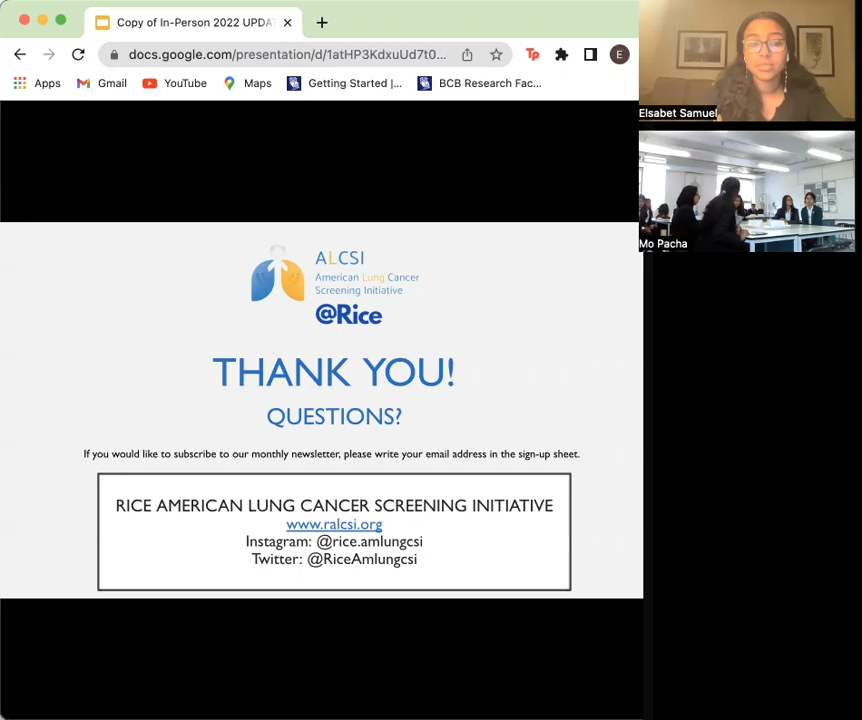 Copy of In-Person 2022 UPDA
docs.google.com/presentation/d/1atHP3KdxuUd7t0...
Tp
E
Apps
Gmail
YouTube
Maps
Getting Started |...
BCB Research Fac...
Elsabet Samuel
Mo Pacha
ALCSI
American Lung Cancer
Screening Initiative
@Rice
THANK YOU!
QUESTIONS?
If you would like to subscribe to our monthly newsletter, please write your email address in the sign-up sheet.
RICE AMERICAN LUNG CANCER SCREENING INITIATIVE
www.ralcsi.org
Instagram: @rice.amlungcsi
Twitter: @RiceAmlungcsi